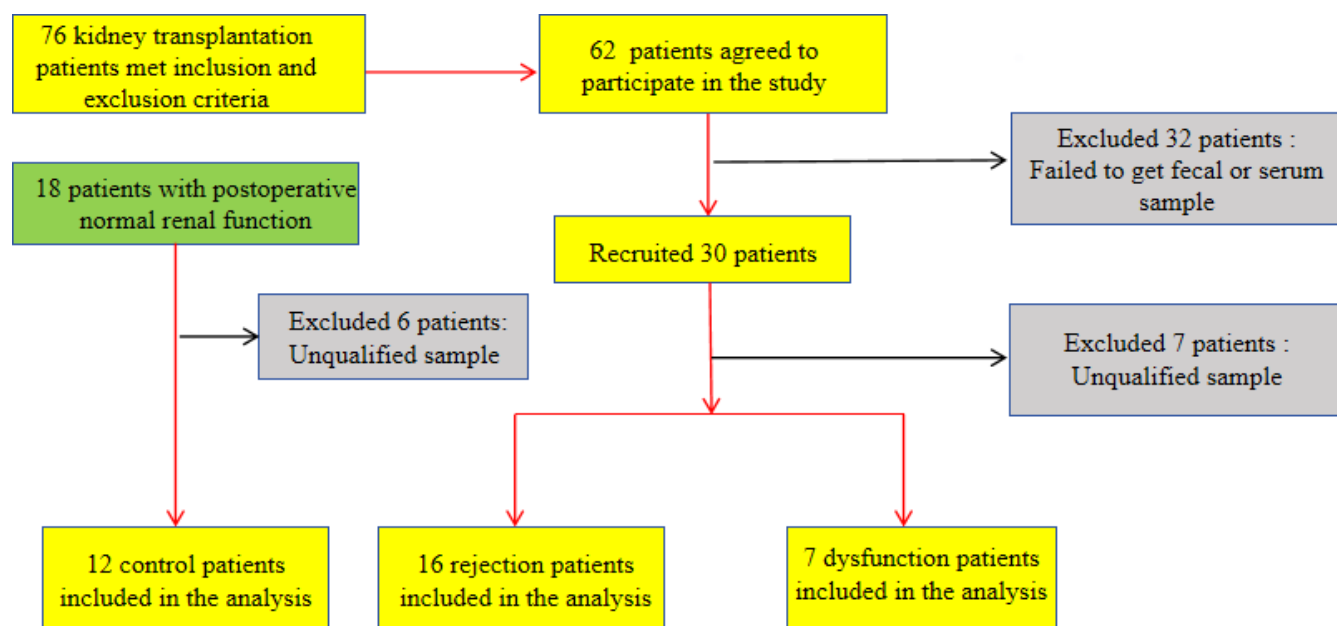 76 kidney transplantation
patients met inclusion and
exclusion criteria
62 patients agreed to
participate in the study
Excluded 32 patients :
Failed to get fecal or serum
sample
18 patients with postoperative
normal renal function
Recruited 30 patients
Excluded 6 patients:
Unqualified sample
Excluded 7 patients :
Unqualified sample
12 control patients
included in the analysis
16 rejection patients
included in the analysis
7 dysfunction patients
included in the analysis